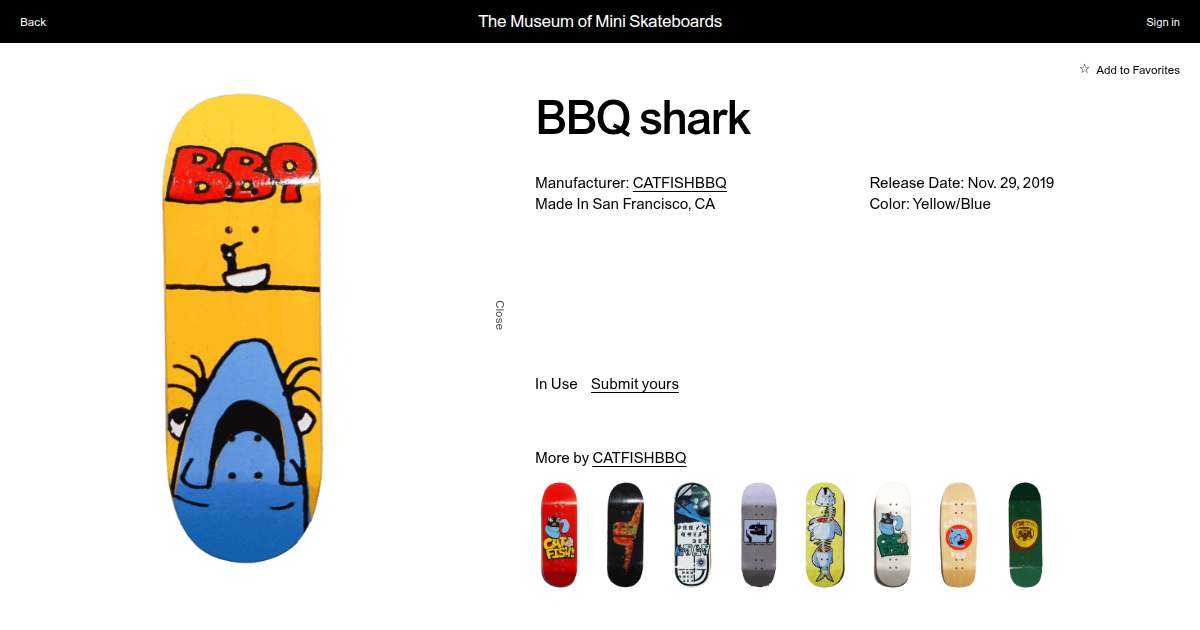 Back
The Museum of Mini Skateboards
Sign in
☆ Add to Favorites
BBQ
BBQ shark
Manufacturer: CATFISHBBQ
Made In San Francisco, CA
Release Date: Nov. 29, 2019
Color: Yellow/Blue
Close
In Use Submit yours
More by CATFISHBBQ
CAT
FISH!